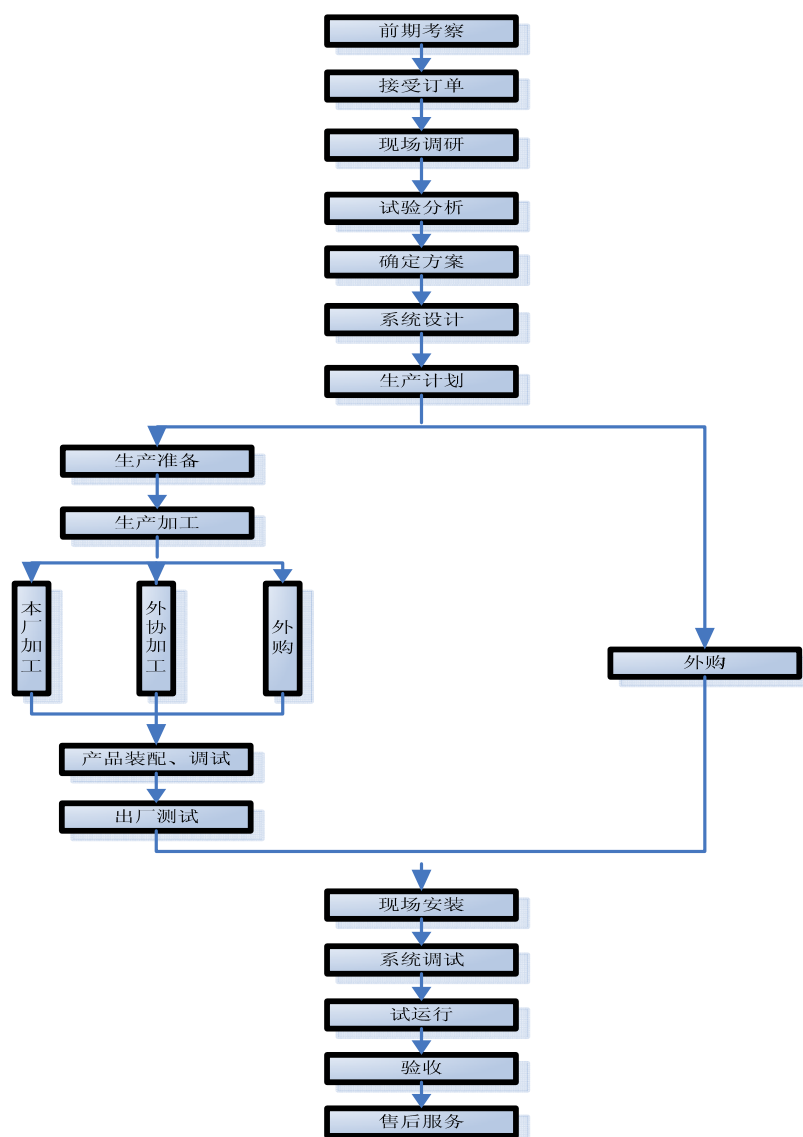 前期考察
接受订单
现场调研
试验分析
确定方案
系统设计
生产计划
生产准备
生产加工
本厂加工
外协加工
外购
外购
产品装配、调试
出厂测试
现场安装
系统调试
试运行
验收
售后服务